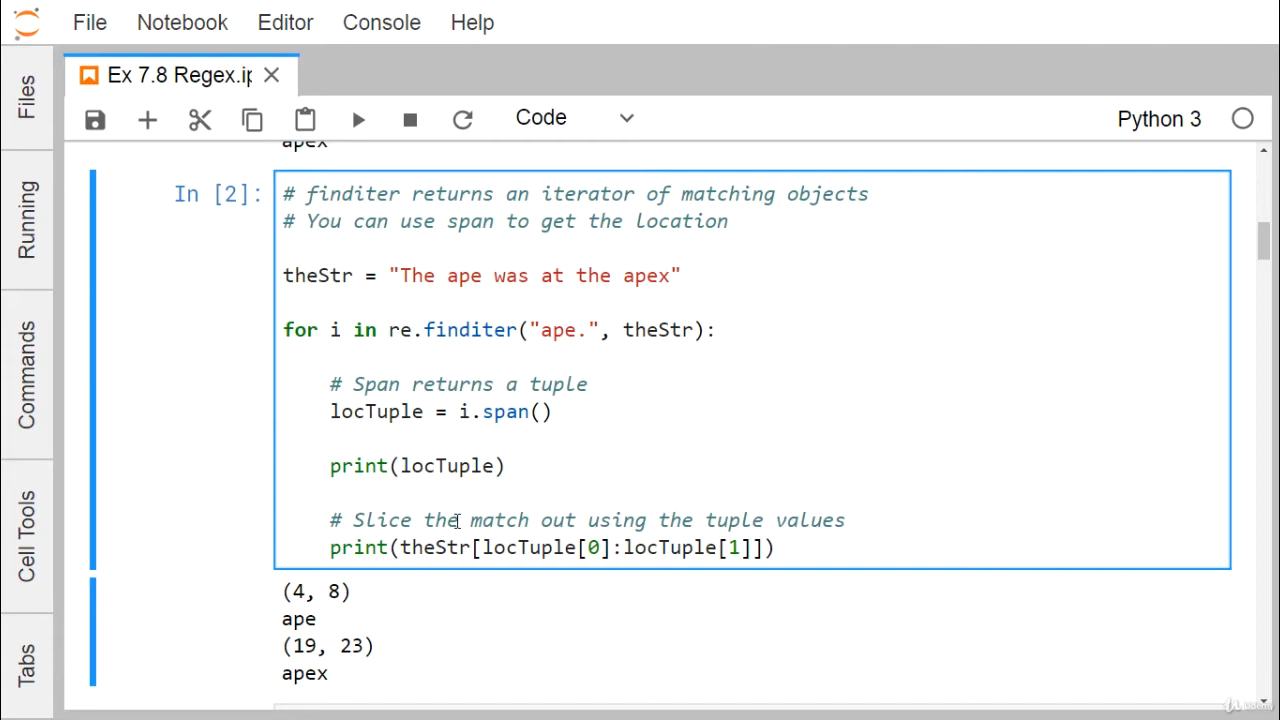 File Notebook Editor Console Help
Files
Running
Commands
Cell Tools
Tabs
Ex 7.8 Regex.ip
Code
Python 3
apex
In [2]:
# finditer returns an iterator of matching objects
# You can use span to get the location
theStr = "The ape was at the apex"
for i in re.finditer("ape.", theStr):
# Span returns a tuple
locTuple = i.span()
print(locTuple)
# Slice the match out using the tuple values
print(theStr[locTuple[0]:locTuple[1]])
(4, 8)
ape
(19, 23)
apex
Udemy